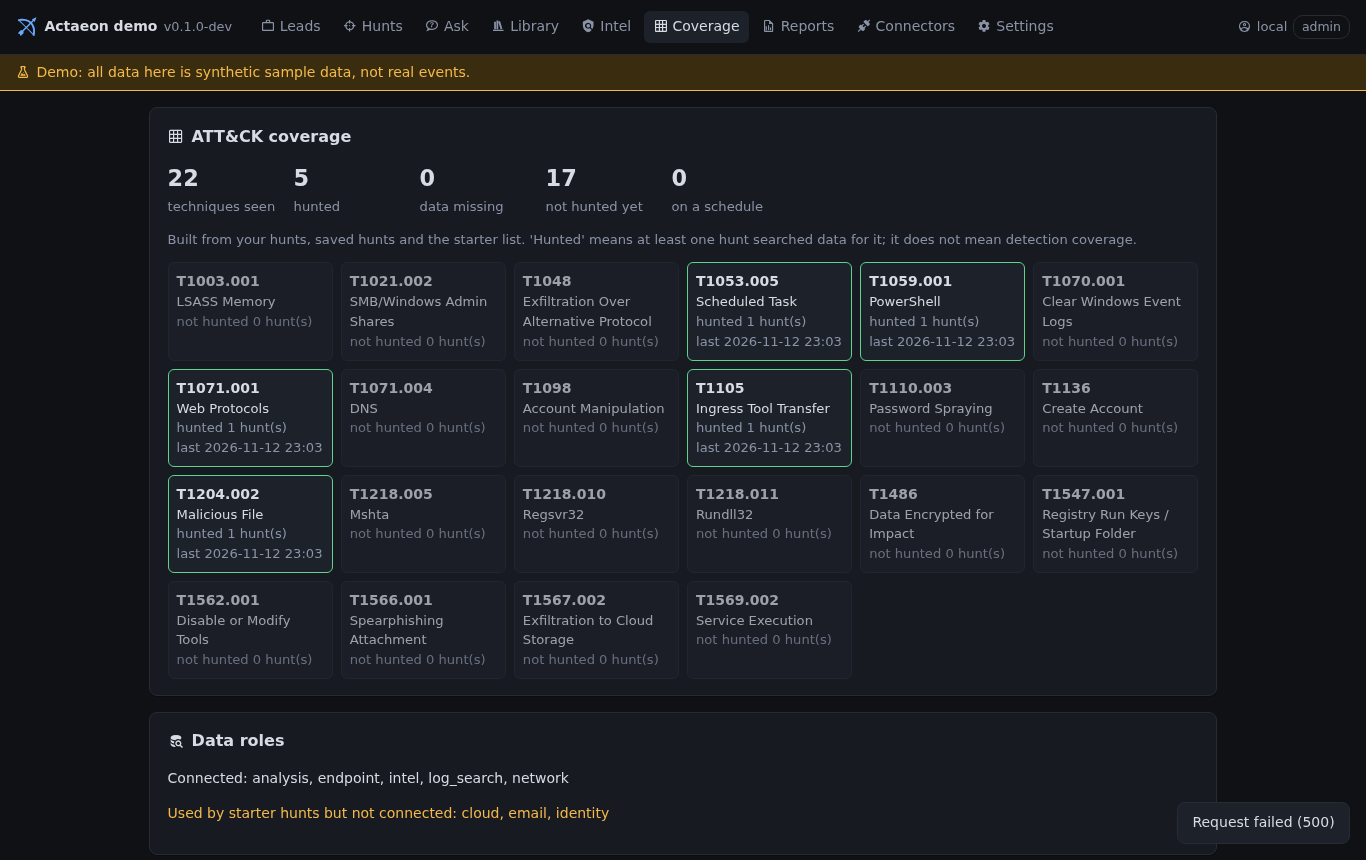 Actaeon demo v0.1.0-dev Leads Hunts Ask Library Intel Coverage Reports Connectors Settings local admin
Demo: all data here is synthetic sample data, not real events.
ATT&CK coverage
22 5 0 17 0
techniques seen hunted data missing not hunted yet on a schedule
Built from your hunts, saved hunts and the starter list. 'Hunted' means at least one hunt searched data for it; it does not mean detection coverage.
T1003.001
LSASS Memory
not hunted 0 hunt(s)
T1021.002
SMB/Windows Admin
Shares
not hunted 0 hunt(s)
T1048
Exfiltration Over
Alternative Protocol
not hunted 0 hunt(s)
T1053.005
Scheduled Task
hunted 1 hunt(s)
last 2026-11-12 23:03
T1059.001
PowerShell
hunted 1 hunt(s)
last 2026-11-12 23:03
T1070.001
Clear Windows Event
Logs
not hunted 0 hunt(s)
T1071.001
Web Protocols
hunted 1 hunt(s)
last 2026-11-12 23:03
T1071.004
DNS
not hunted 0 hunt(s)
T1098
Account Manipulation
not hunted 0 hunt(s)
T1105
Ingress Tool Transfer
hunted 1 hunt(s)
last 2026-11-12 23:03
T1110.003
Password Spraying
not hunted 0 hunt(s)
T1136
Create Account
not hunted 0 hunt(s)
T1204.002
Malicious File
hunted 1 hunt(s)
last 2026-11-12 23:03
T1218.005
Mshta
not hunted 0 hunt(s)
T1218.010
Regsvr32
not hunted 0 hunt(s)
T1218.011
Rundll32
not hunted 0 hunt(s)
T1486
Data Encrypted for
Impact
not hunted 0 hunt(s)
T1547.001
Registry Run Keys /
Startup Folder
not hunted 0 hunt(s)
T1562.001
Disable or Modify
Tools
not hunted 0 hunt(s)
T1566.001
Spearphishing
Attachment
not hunted 0 hunt(s)
T1567.002
Exfiltration to Cloud
Storage
not hunted 0 hunt(s)
T1569.002
Service Execution
not hunted 0 hunt(s)
Data roles
Connected: analysis, endpoint, intel, log_search, network
Used by starter hunts but not connected: cloud, email, identity
Request failed (500)